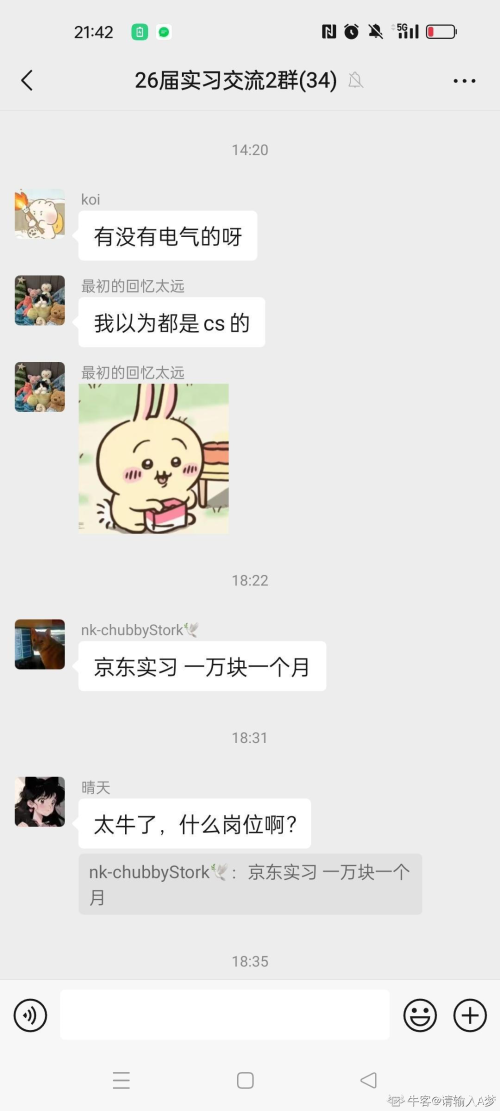 21:42
5G
26届实习交流2群(34)
14:20
koi
有没有电气的呀
最初的回忆太远
我以为都是cs的
最初的回忆太远
18:22
nk-chubbyStork🕊️
京东实习 一万块一个月
18:31
晴天
太牛了，什么岗位啊?
nk-chubbyStork🕊️：京东实习 一万块一个
月
18:35
牛客@请输入A梦